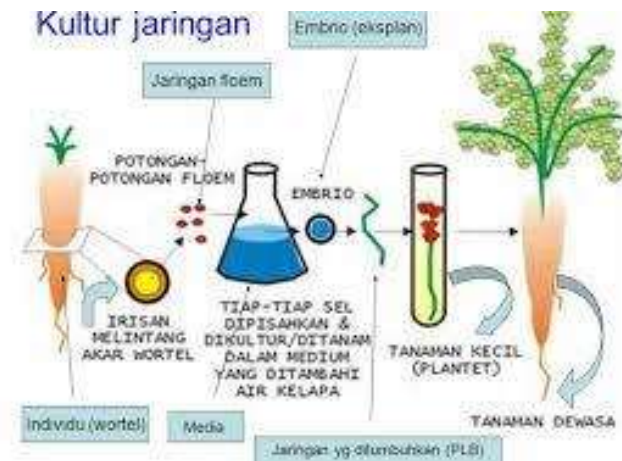 Kultur jaringan
Embrio (eksplan)
Jaringan floem
POTONGAN-
POTONGAN FLOEM
EMBRIO
IRISAN
MELINTANG
AKAR WORTEL
TIAP-TIAP SEL
DIPISAHKAN &
DIKULTUR/DITANAM
DALAM MEDIUM
YANG DITAMBAHI
AIR KELAPA
TANAMAN KECIL
(PLANTET)
TANAMAN DEWASA
Individu (wortel)
Media
Jaringan yg ditumbuhkan (PLB)